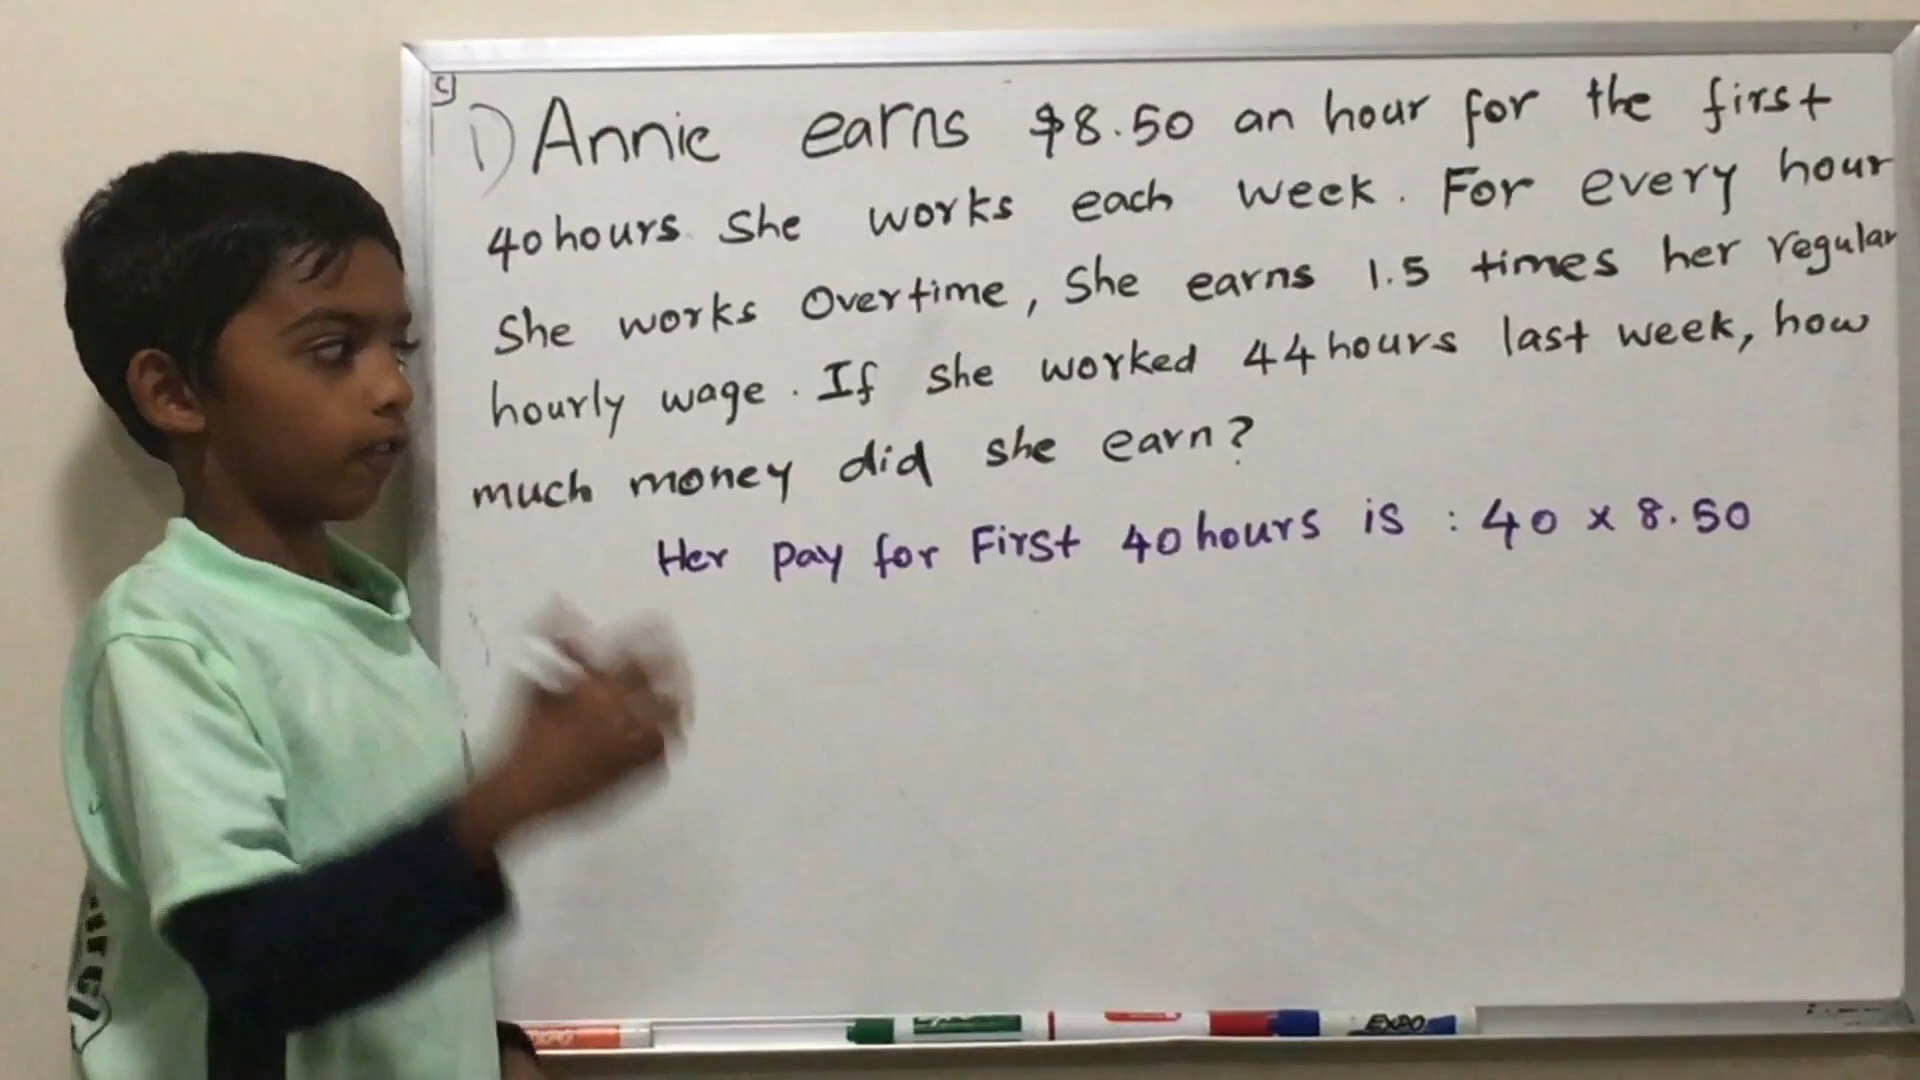 1) Annie earns $8.50 an hour for the first
40 hours she works each week. For every hour
She works Overtime, She earns 1.5 times her regular
hourly wage. If she worked 44 hours last week, how
much money did she earn?
Her pay for First 40 hours is : 40 x 8.50
EXPO